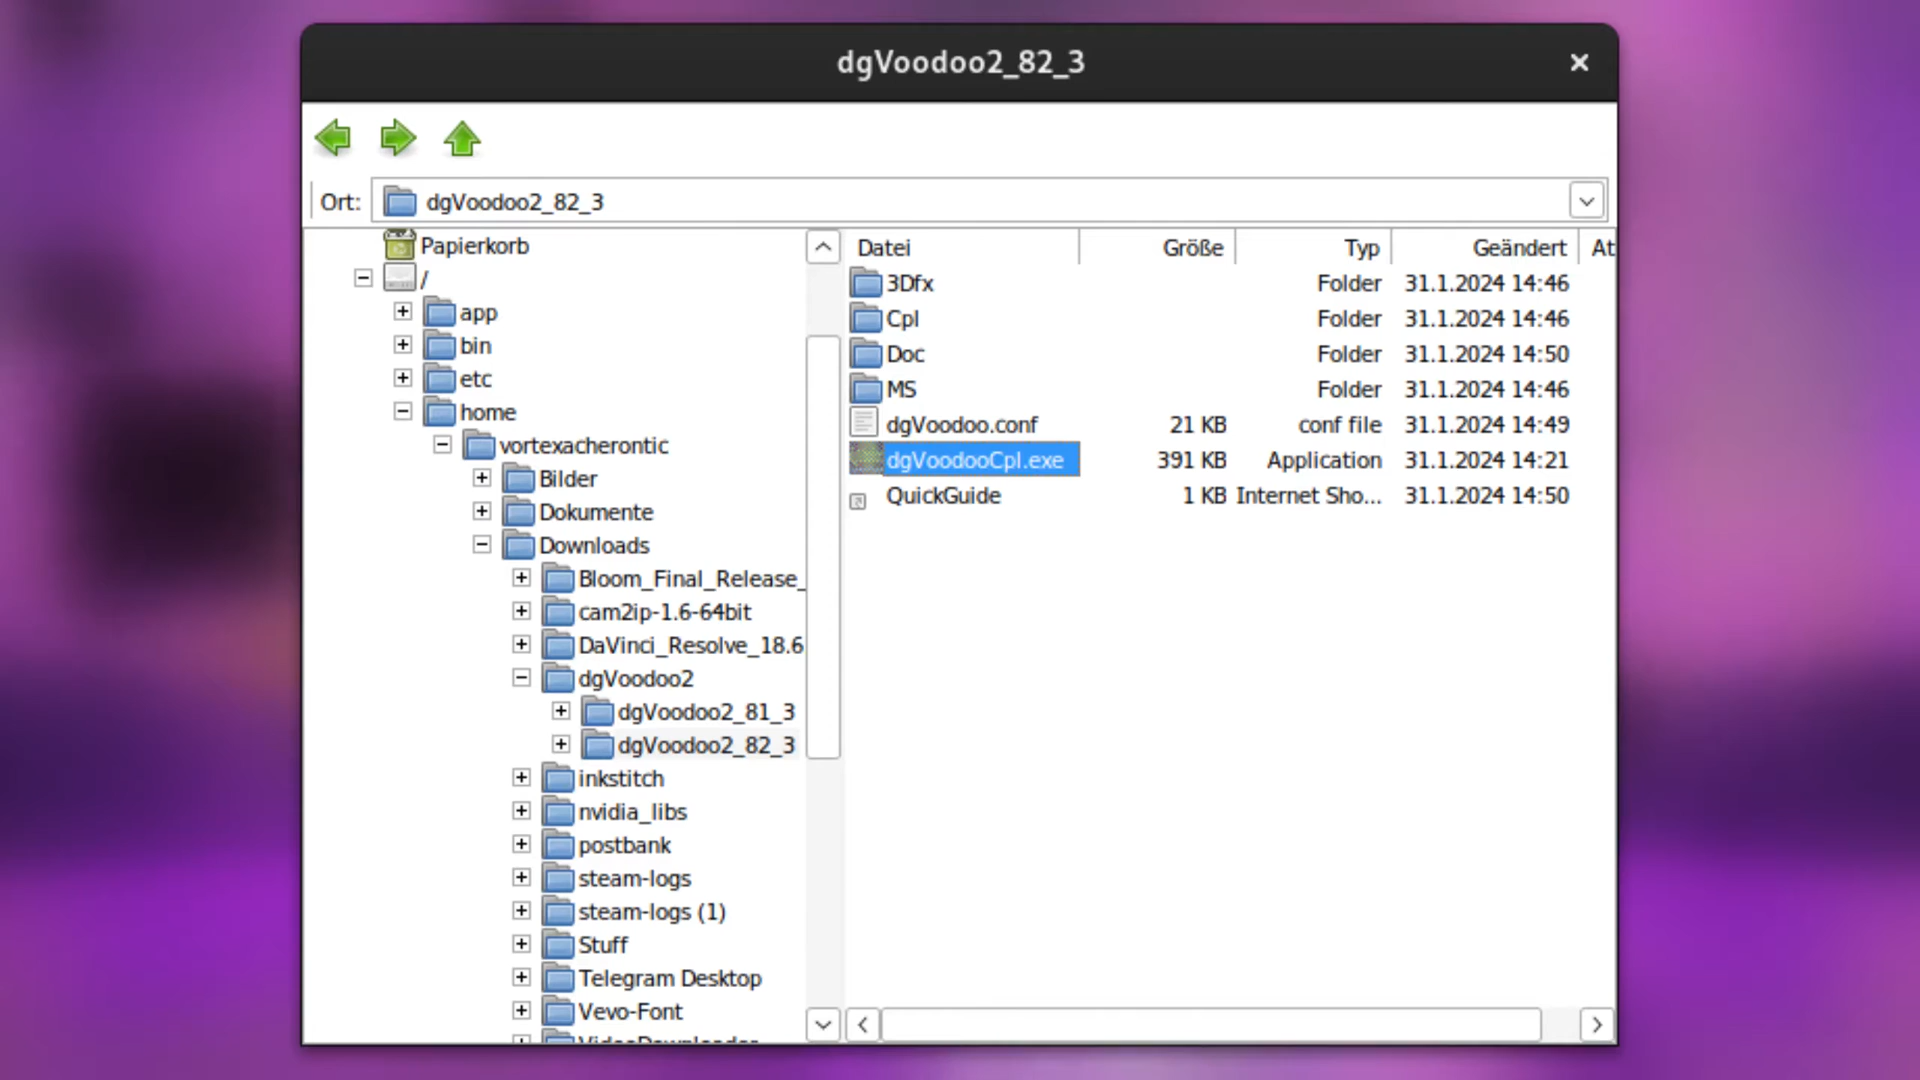 dgVoodoo2_82_3
Ort: dgVoodoo2_82_3
Papierkorb
/
app
bin
etc
home
vortexacherontic
Bilder
Dokumente
Downloads
Bloom_Final_Release_
cam2ip-1.6-64bit
DaVinci_Resolve_18.6
dgVoodoo2
dgVoodoo2_81_3
dgVoodoo2_82_3
inkstitch
nvidia_libs
postbank
steam-logs
steam-logs (1)
Stuff
Telegram Desktop
Vevo-Font
Datei Größe Typ Geändert At
3Dfx Folder 31.1.2024 14:46
Cpl Folder 31.1.2024 14:46
Doc Folder 31.1.2024 14:50
MS Folder 31.1.2024 14:46
dgVoodoo.conf 21 KB conf file 31.1.2024 14:49
dgVoodooCpl.exe 391 KB Application 31.1.2024 14:21
QuickGuide 1 KB Internet Sho... 31.1.2024 14:50